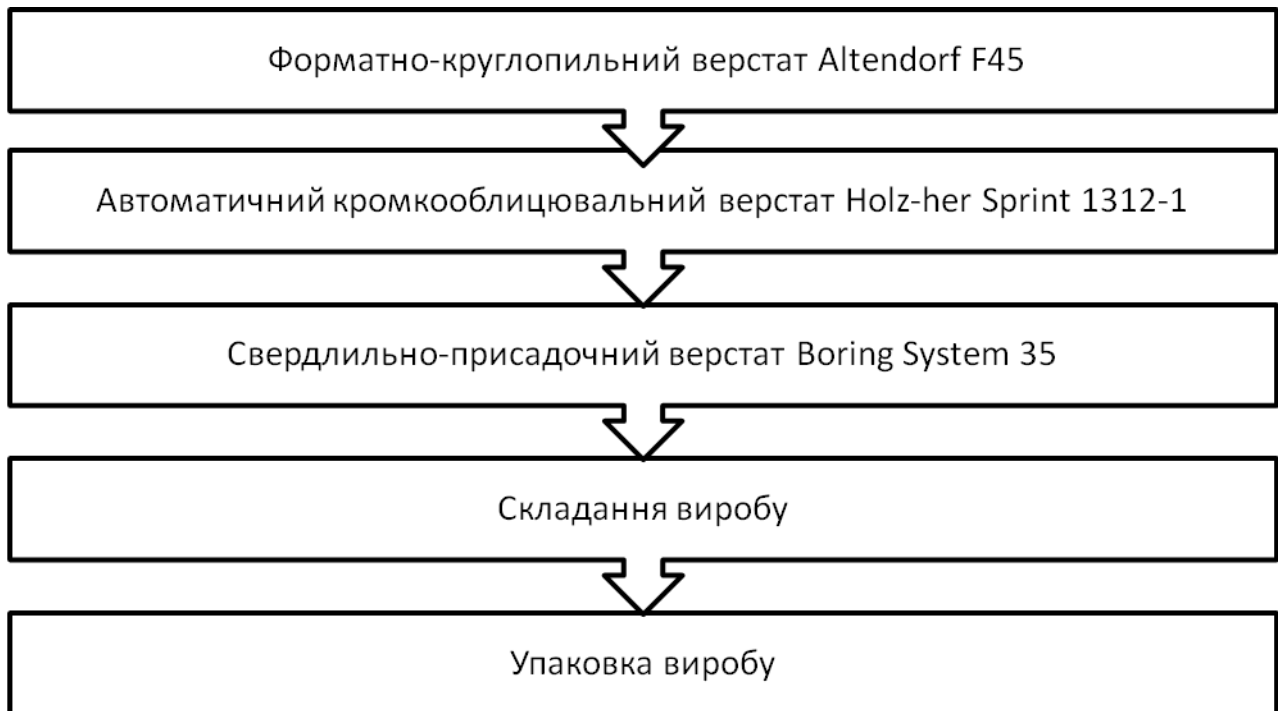 Форматно-круглопильний верстат Altendorf F45
Автоматичний кромкооблицювальний верстат Holz-her Sprint 1312-1
Свердлильно-присадочний верстат Boring System 35
Складання виробу
Упаковка виробу